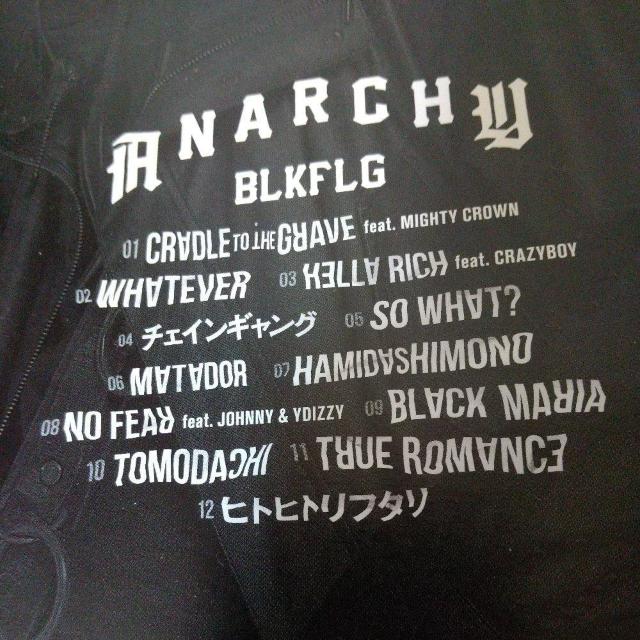 ANARCHY
BLKFLG
01 CRADLE TO THE GRAVE feat. MIGHTY CROWN
02 WHATEVER 03 HELLA RICH feat. CRAZYBOY
04 チェインギャング 05 SO WHAT?
06 MATADOR 07 HAMIDASHIMONO
08 NO FEAR feat. JOHNNY & YDIZZY 09 BLACK MARIA
10 TOMODACHI 11 TRUE ROMANCE
12 ヒトヒトリフタリ